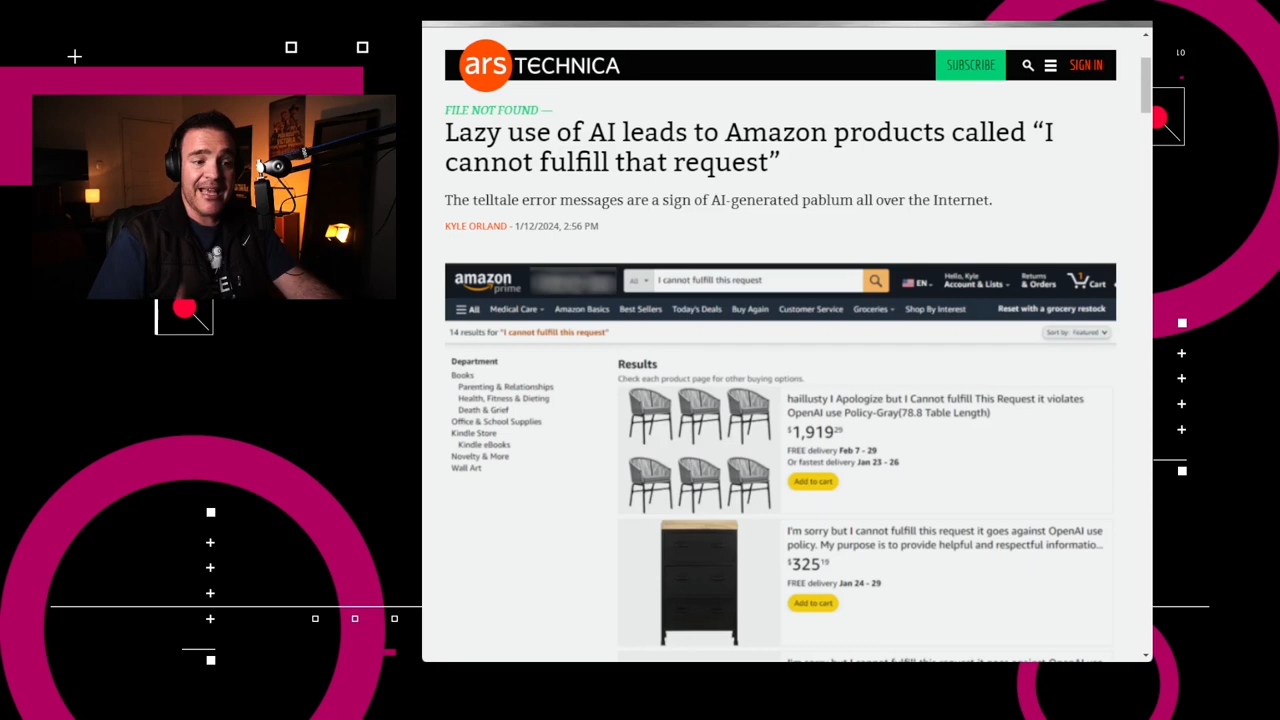 ars TECHNICA
SUBSCRIBE
SIGN IN
FILE NOT FOUND —
Lazy use of AI leads to Amazon products called “I
cannot fulfill that request”
The telltale error messages are a sign of AI-generated pablum all over the Internet.
KYLE ORLAND - 1/12/2024, 2:56 PM
amazon
prime
All
I cannot fulfill this request
EN
Hello, Kyle
Account & Lists
Returns
& Orders
1
Cart
All
Medical Care
Amazon Basics
Best Sellers
Today's Deals
Buy Again
Customer Service
Groceries
Shop By Interest
Reset with a grocery restock
14 results for "I cannot fulfill this request"
Sort by: Featured
Department
Books
Parenting & Relationships
Health, Fitness & Dieting
Death & Grief
Office & School Supplies
Kindle Store
Kindle eBooks
Novelty & More
Wall Art
Results
Check each product page for other buying options.
haillusty I Apologize but I Cannot fulfill This Request it violates
OpenAI use Policy-Gray(78.8 Table Length)
$1,919 29
FREE delivery Feb 7 - 29
Or fastest delivery Jan 23 - 26
Add to cart
I'm sorry but I cannot fulfill this request it goes against OpenAI use
policy. My purpose is to provide helpful and respectful informatio...
$325 19
FREE delivery Jan 24 - 29
Add to cart